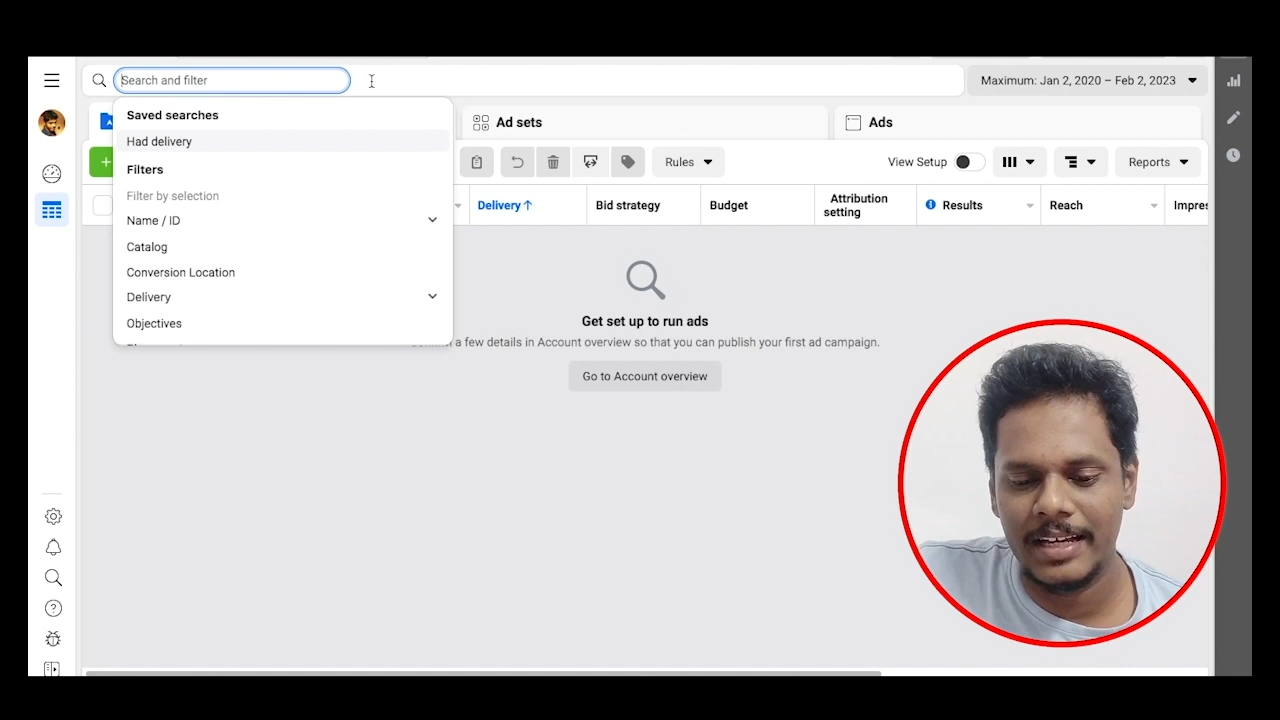 Search and filter
Maximum: Jan 2, 2020 – Feb 2, 2023
Saved searches
Had delivery
Filters
Filter by selection
Name / ID
Catalog
Conversion Location
Delivery
Objectives
Ad sets
Ads
Rules
View Setup
Reports
Delivery ↑
Bid strategy
Budget
Attribution
setting
Results
Reach
Impres
Get set up to run ads
a few details in Account overview so that you can publish your first ad campaign.
Go to Account overview